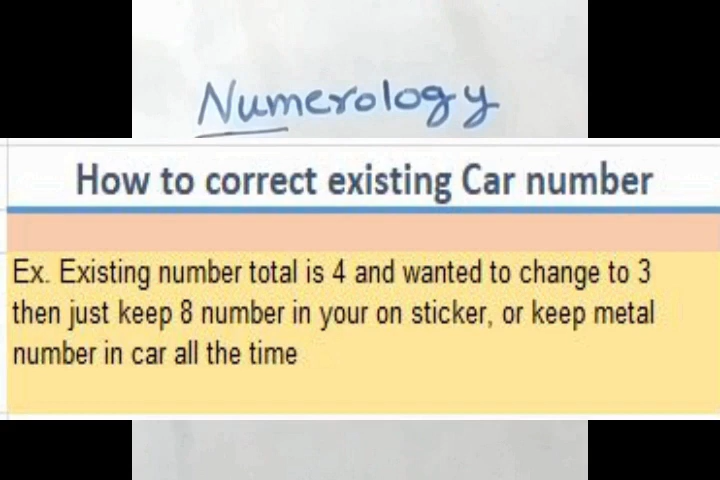 Numerology
How to correct existing Car number
Ex. Existing number total is 4 and wanted to change to 3
then just keep 8 number in your on sticker, or keep metal
number in car all the time